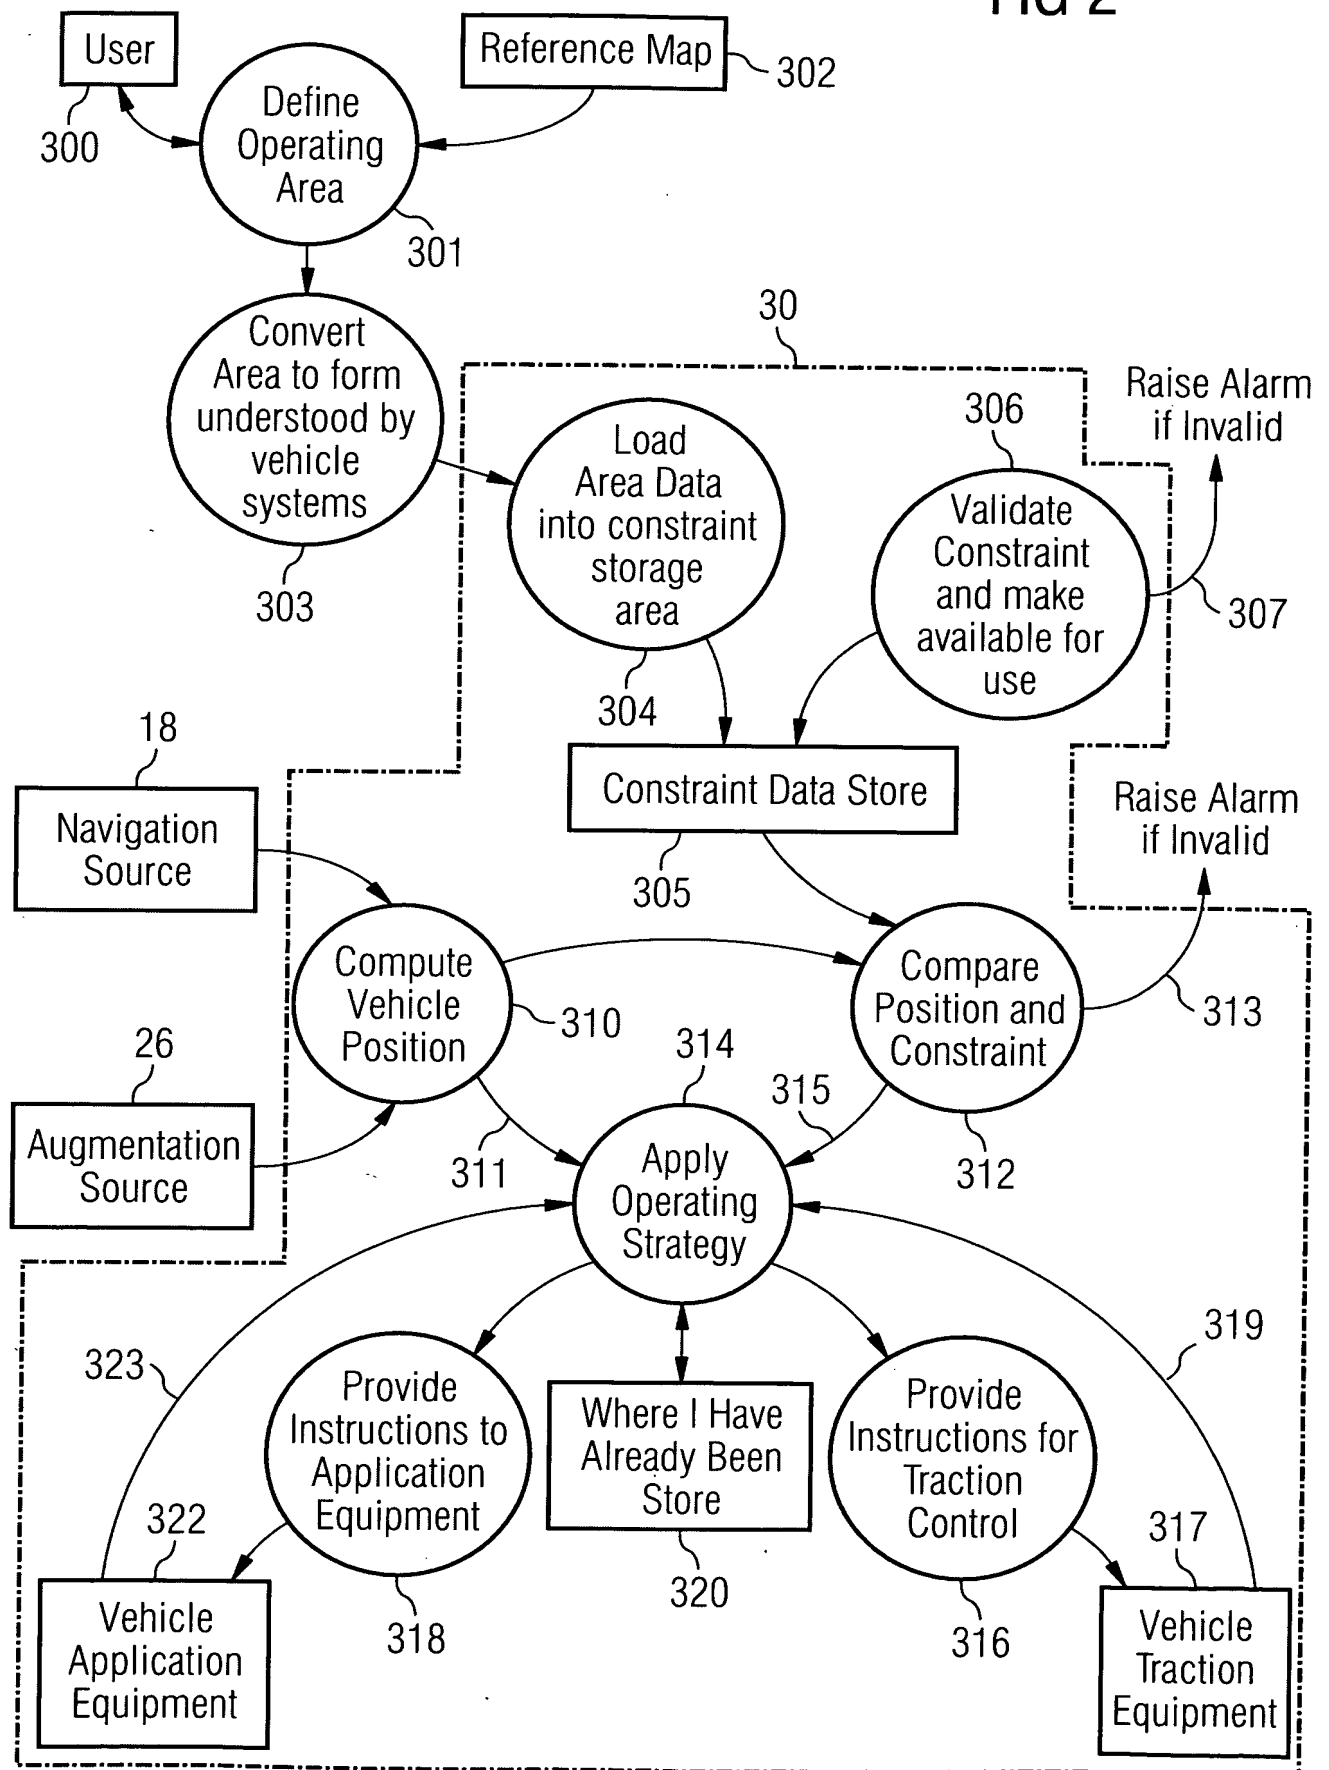 FIG 2
User
Reference Map
302
300
Define
Operating
Area
301
Convert
Area to form
understood by
vehicle
systems
303
30
Raise Alarm
if Invalid
306
Load
Area Data
into constraint
storage
area
304
Validate
Constraint
and make
available for
use
307
18
Navigation
Source
Constraint Data Store
305
Raise Alarm
if Invalid
Compute
Vehicle
Position
310
Compare
Position and
Constraint
313
26
Augmentation
Source
314
315
311
312
Apply
Operating
Strategy
323
319
Provide
Instructions to
Application
Equipment
318
Where I Have
Already Been
Store
320
Provide
Instructions for
Traction
Control
316
322
Vehicle
Application
Equipment
317
Vehicle
Traction
Equipment